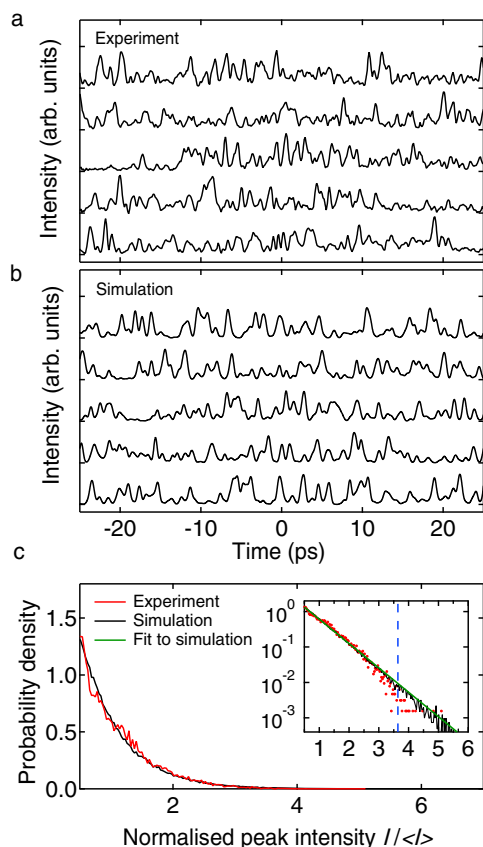 a
Experiment
Intensity (arb. units)
b
Simulation
Intensity (arb. units)
-20 -10 0 10 20
Time (ps)
c
Probability density
1.5
1.0
0.5
0.0
Experiment
Simulation
Fit to simulation
10⁰
10⁻¹
10⁻²
10⁻³
1 2 3 4 5 6
2 4 6
Normalised peak intensity I/<I>